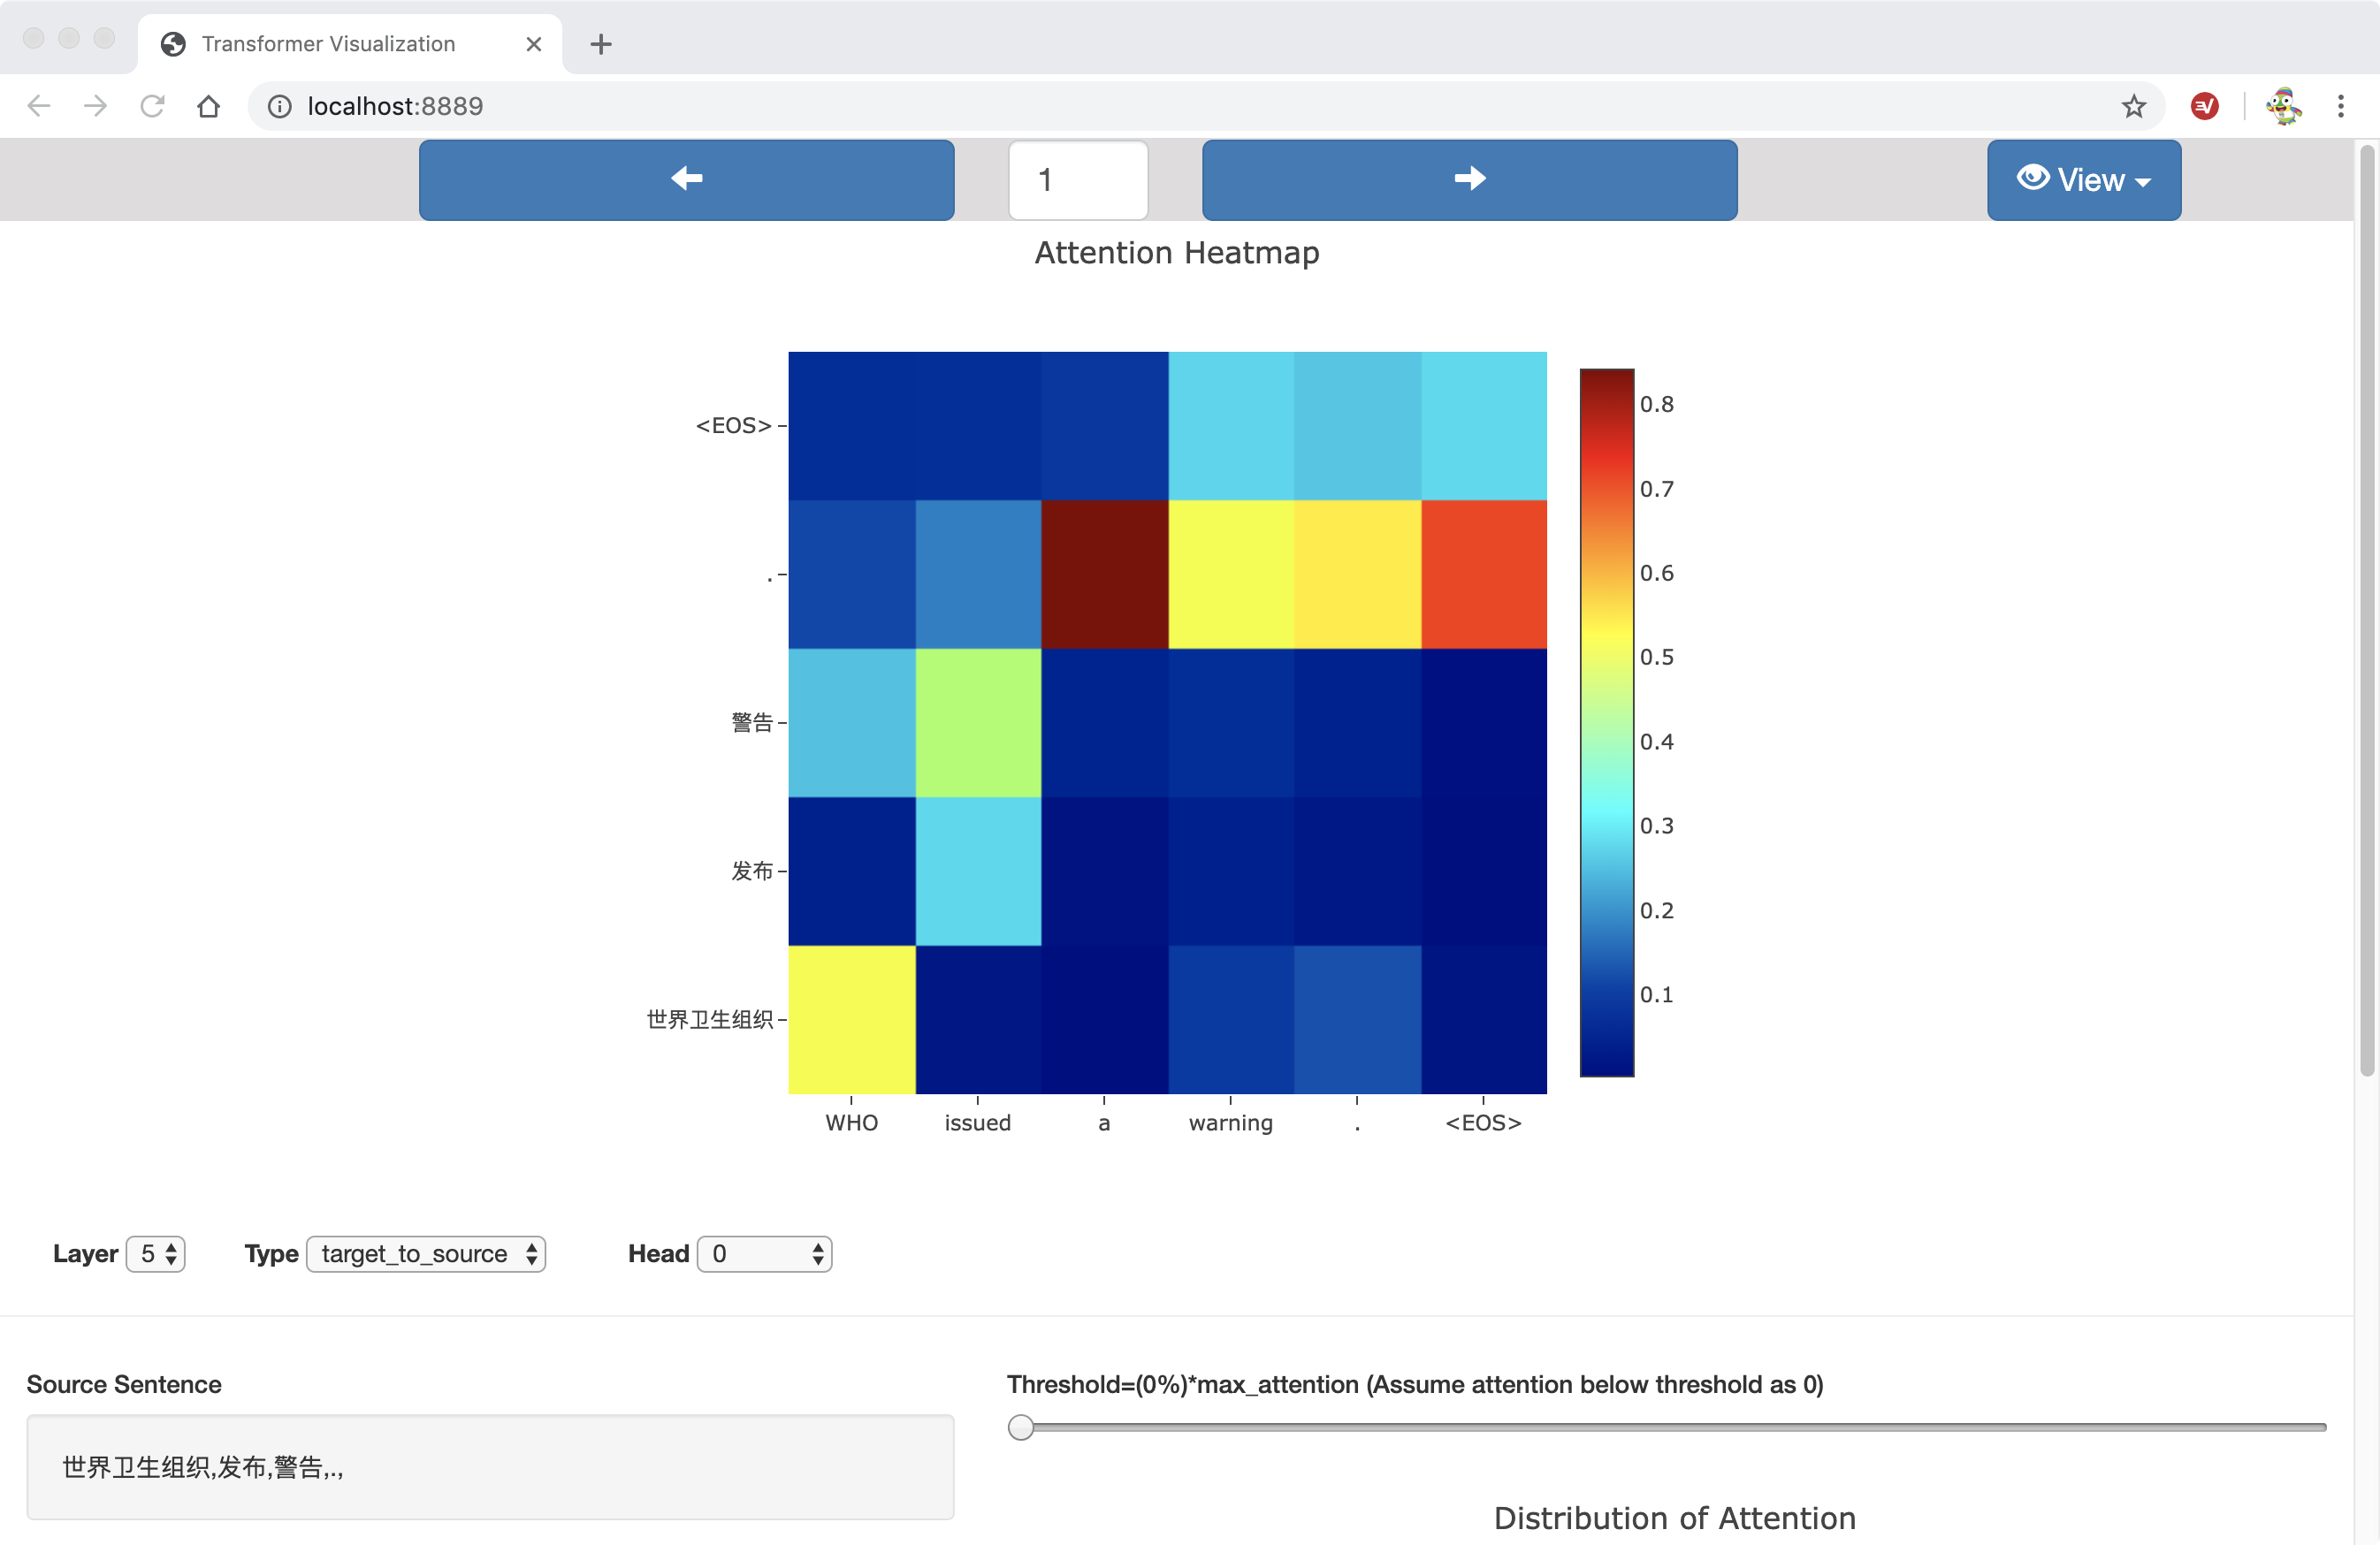 Transformer Visualization
localhost:8889
1
View
Attention Heatmap
<EOS>
.
警告
发布
世界卫生组织
0.8
0.7
0.6
0.5
0.4
0.3
0.2
0.1
WHO issued a warning . <EOS>
Layer 5 Type target_to_source Head 0
Source Sentence
世界卫生组织,发布,警告,.,
Threshold=(0%)*max_attention (Assume attention below threshold as 0)
Distribution of Attention